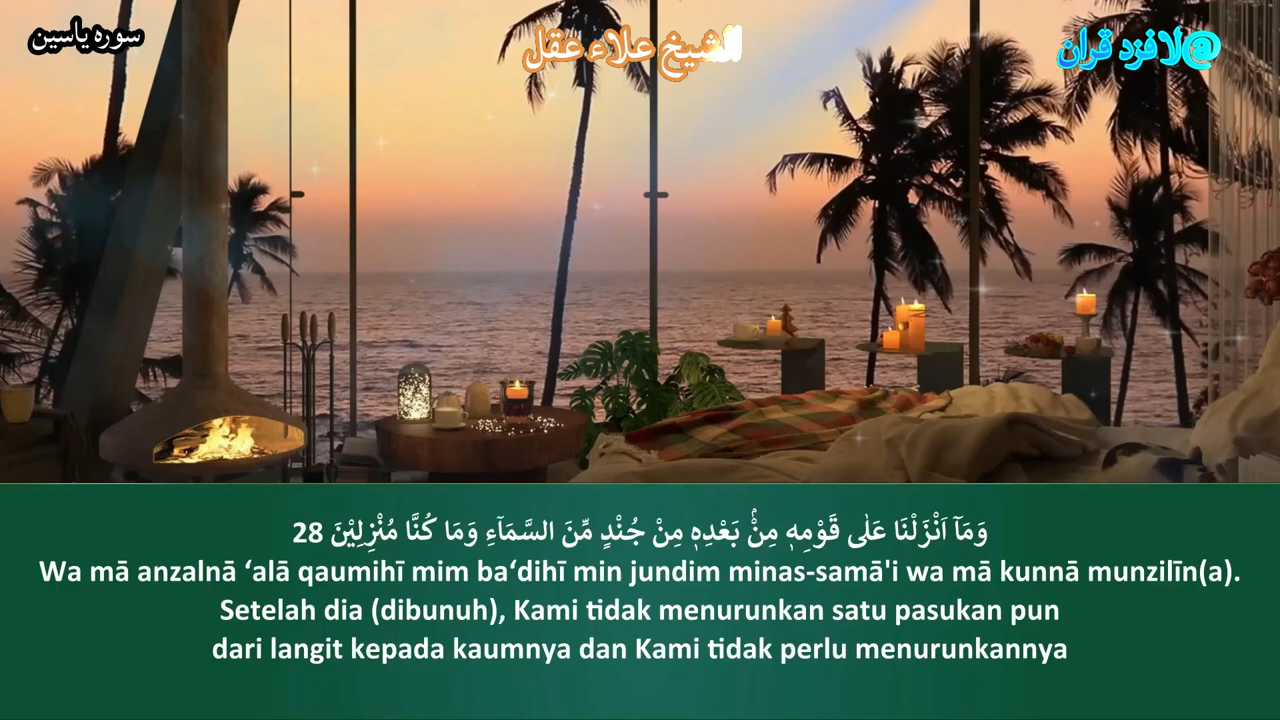 سوره ياسين
الشيخ علاء عقل
@لافزد قران
وَمَآ اَنْزَلْنَا عَلٰى قَوْمِهٖ مِنْۢ بَعْدِهٖ مِنْ جُنْدٍ مِّنَ السَّمَاۤءِ وَمَا كُنَّا مُنْزِلِيْنَ 28
Wa mā anzalnā ‘alā qaumihī mim ba‘dihī min jundim minas-samā'i wa mā kunnā munzilīn(a).
Setelah dia (dibunuh), Kami tidak menurunkan satu pasukan pun
dari langit kepada kaumnya dan Kami tidak perlu menurunkannya